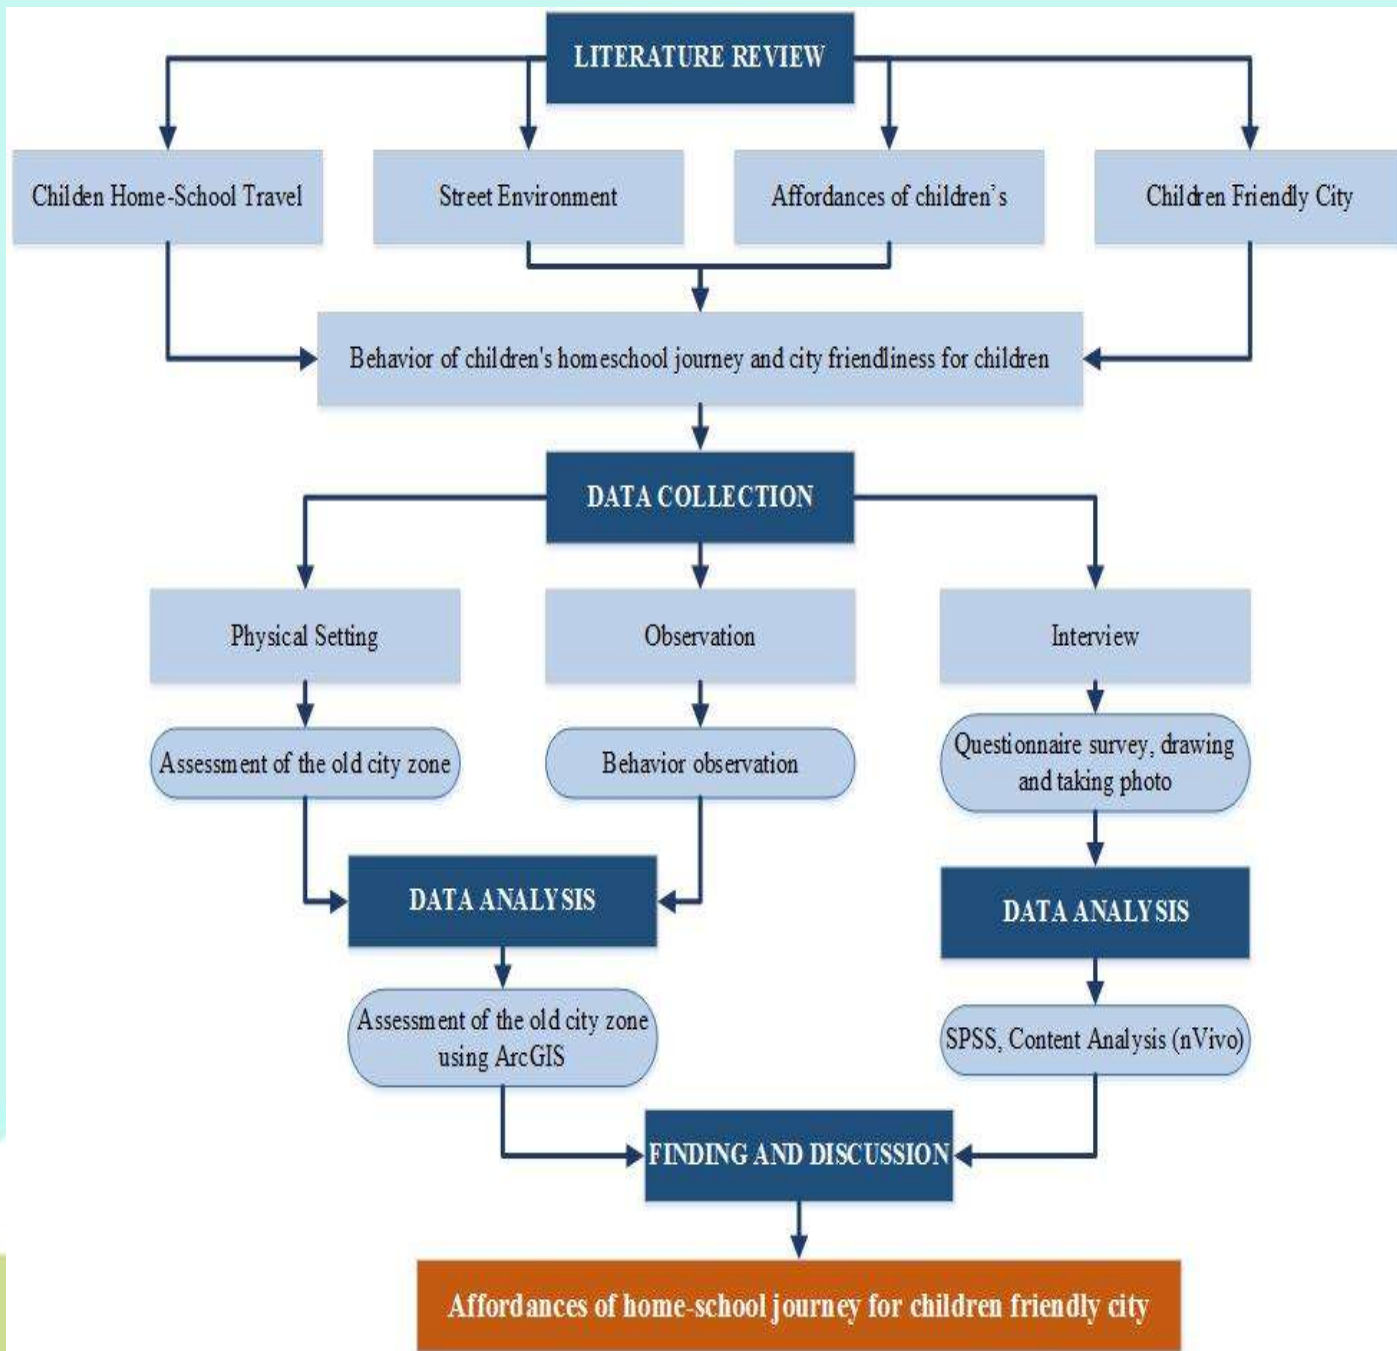 LITERATURE REVIEW
Childen Home-School Travel
Street Environment
Affordances of children’s
Children Friendly City
Behavior of children's homeschool journey and city friendliness for children
DATA COLLECTION
Physical Setting
Observation
Interview
Assessment of the old city zone
Behavior observation
Questionnaire survey, drawing
and taking photo
DATA ANALYSIS
DATA ANALYSIS
Assessment of the old city zone
using ArcGIS
SPSS, Content Analysis (nVivo)
FINDING AND DISCUSSION
Affordances of home-school journey for children friendly city